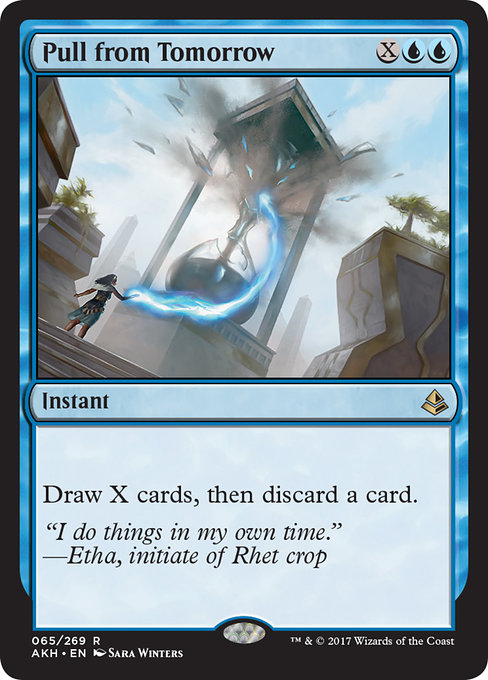 Pull from Tomorrow X
Instant
Draw X cards, then discard a card.
“I do things in my own time.”
—Etha, initiate of Rhet crop
065/269 R
™ & © 2017 Wizards of the Coast
AKH • EN Sara Winters